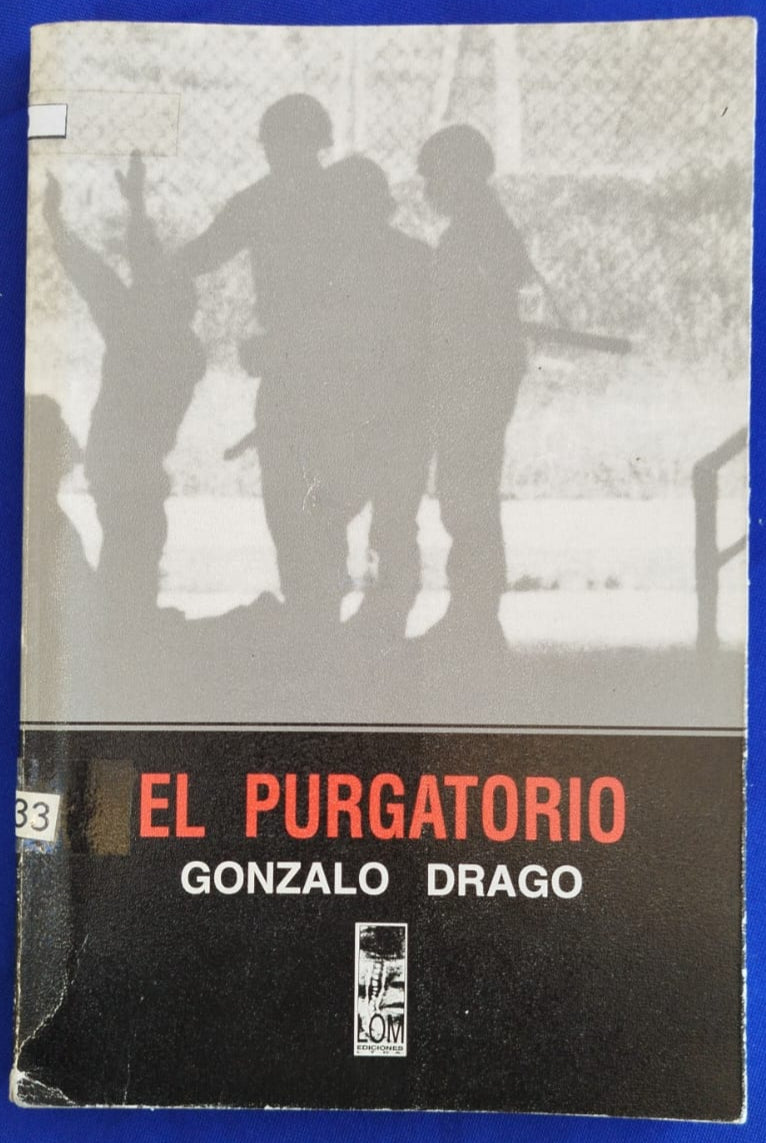 33
EL PURGATORIO
GONZALO DRAGO
LOM
EDICIONES